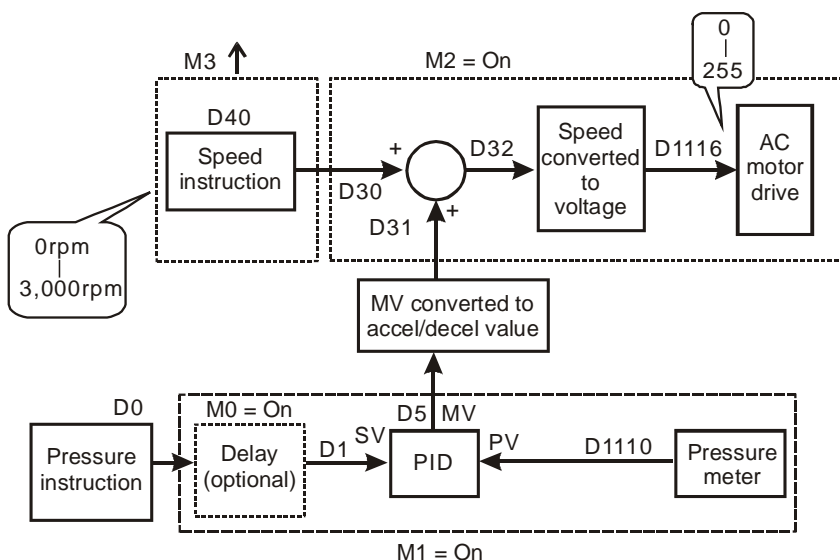 M3
M2 = On
0
255
D40
Speed
instruction
+
D30
D32
Speed
converted
to
voltage
D1116
AC
motor
drive
0rpm
3,000rpm
D31
+
MV converted to
accel/decel value
D0
M0 = On
D5
MV
Pressure
instruction
Delay
(optional)
D1
SV
PID
PV
D1110
Pressure
meter
M1 = On